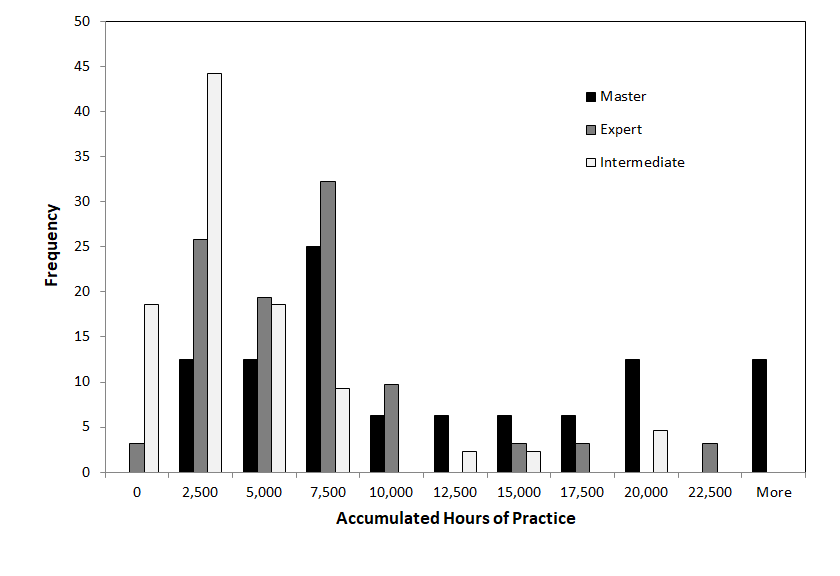 50
45
40
35
30
25
20
15
10
5
0
Frequency
Master
Expert
Intermediate
0 2,500 5,000 7,500 10,000 12,500 15,000 17,500 20,000 22,500 More
Accumulated Hours of Practice